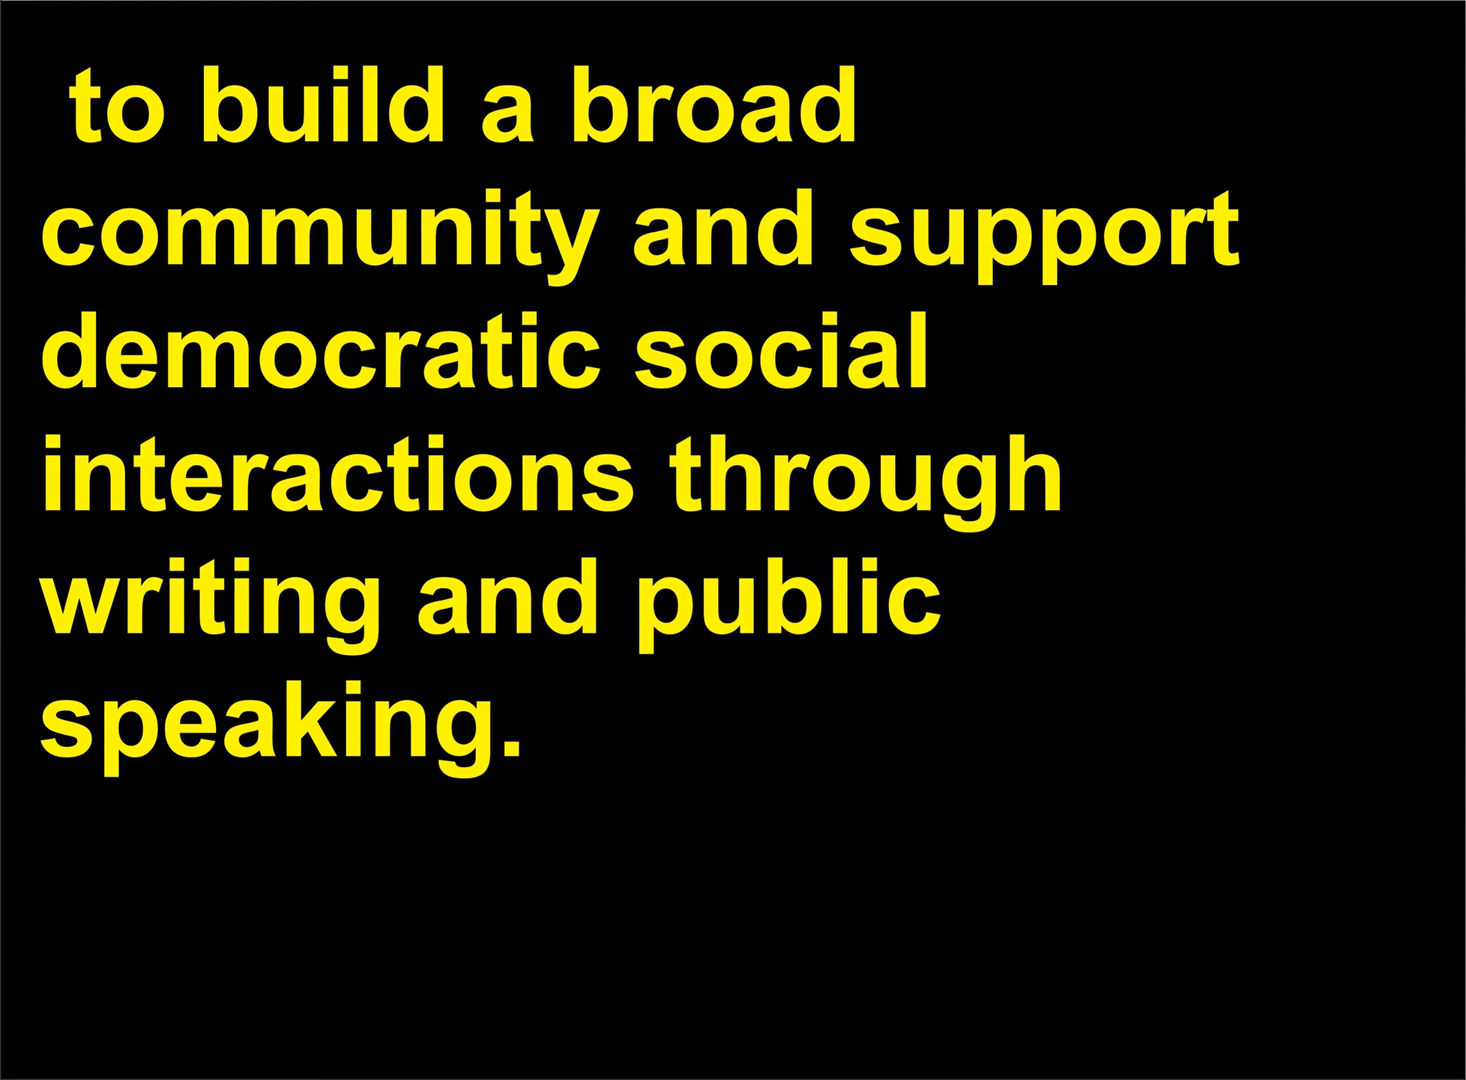 to build a broad
community and support
democratic social
interactions through
writing and public
speaking.